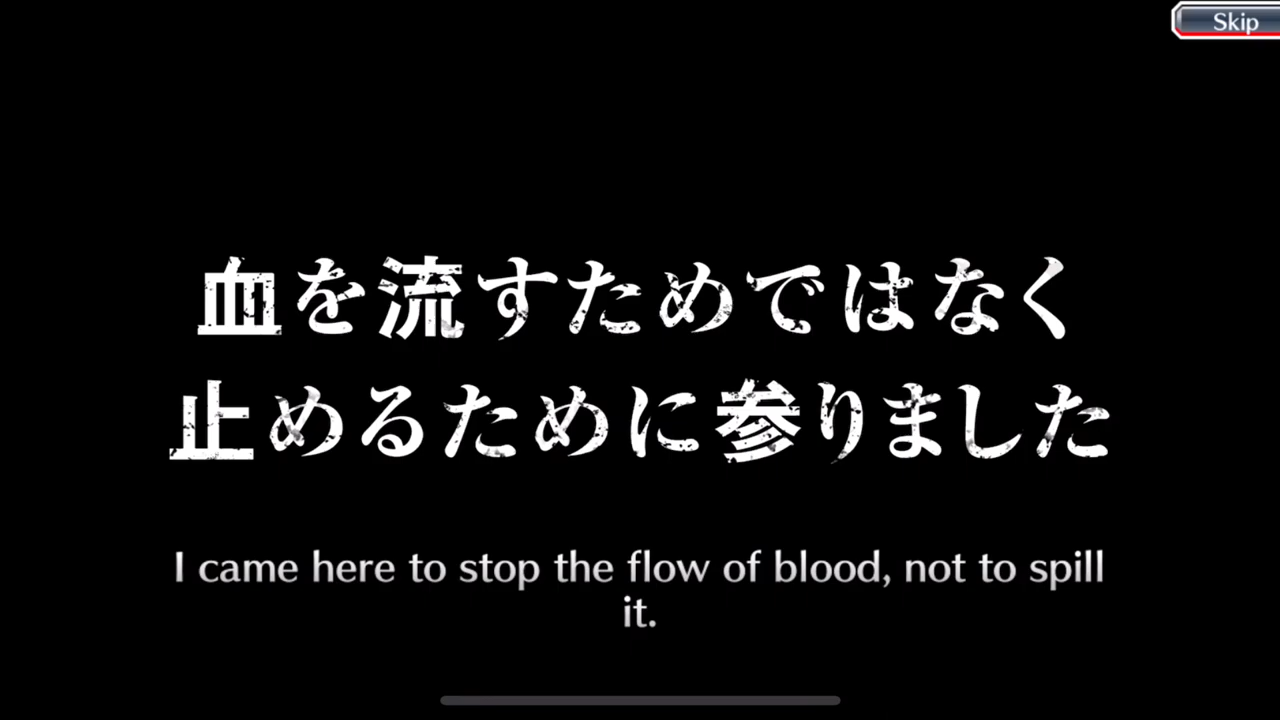 Skip
血を流すためではなく
止めるために参りました
I came here to stop the flow of blood, not to spill
it.